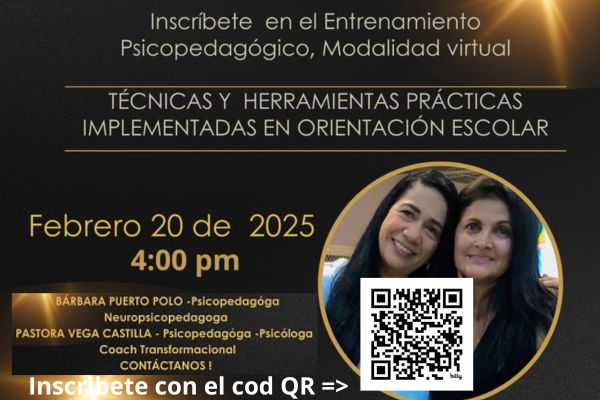 Inscríbete en el Entrenamiento
Psicopedagógico, Modalidad virtual
TÉCNICAS Y HERRAMIENTAS PRÁCTICAS
IMPLEMENTADAS EN ORIENTACIÓN ESCOLAR
Febrero 20 de 2025
4:00 pm
BÁRBARA PUERTO POLO -Psicopedagóga
Neuropsicopedagoga
PASTORA VEGA CASTILLA - Psicopedagóga -Psicóloga
Coach Transformacional
CONTÁCTANOS !
Inscribete con el cod QR =>
bitly